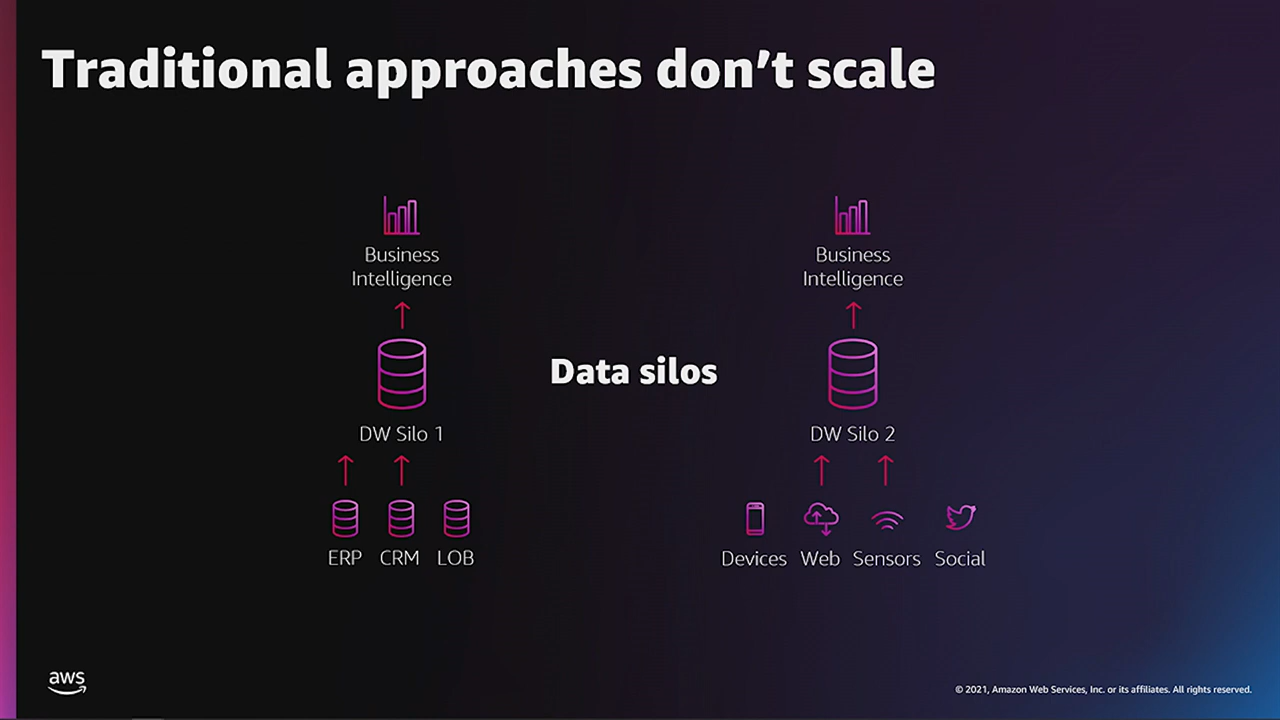 Traditional approaches don’t scale
Business
Intelligence
Business
Intelligence
Data silos
DW Silo 1
DW Silo 2
ERP CRM LOB
Devices Web Sensors Social
aws
© 2021, Amazon Web Services, Inc. or its affiliates. All rights reserved.